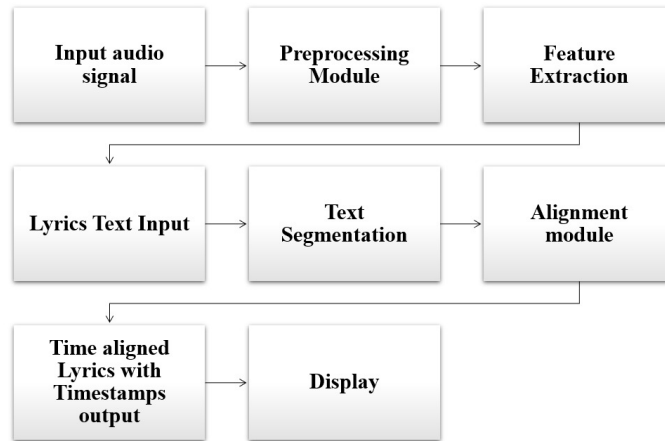 Input audio
signal
Preprocessing
Module
Feature
Extraction
Lyrics Text Input
Text
Segmentation
Alignment
module
Time aligned
Lyrics with
Timestamps
output
Display